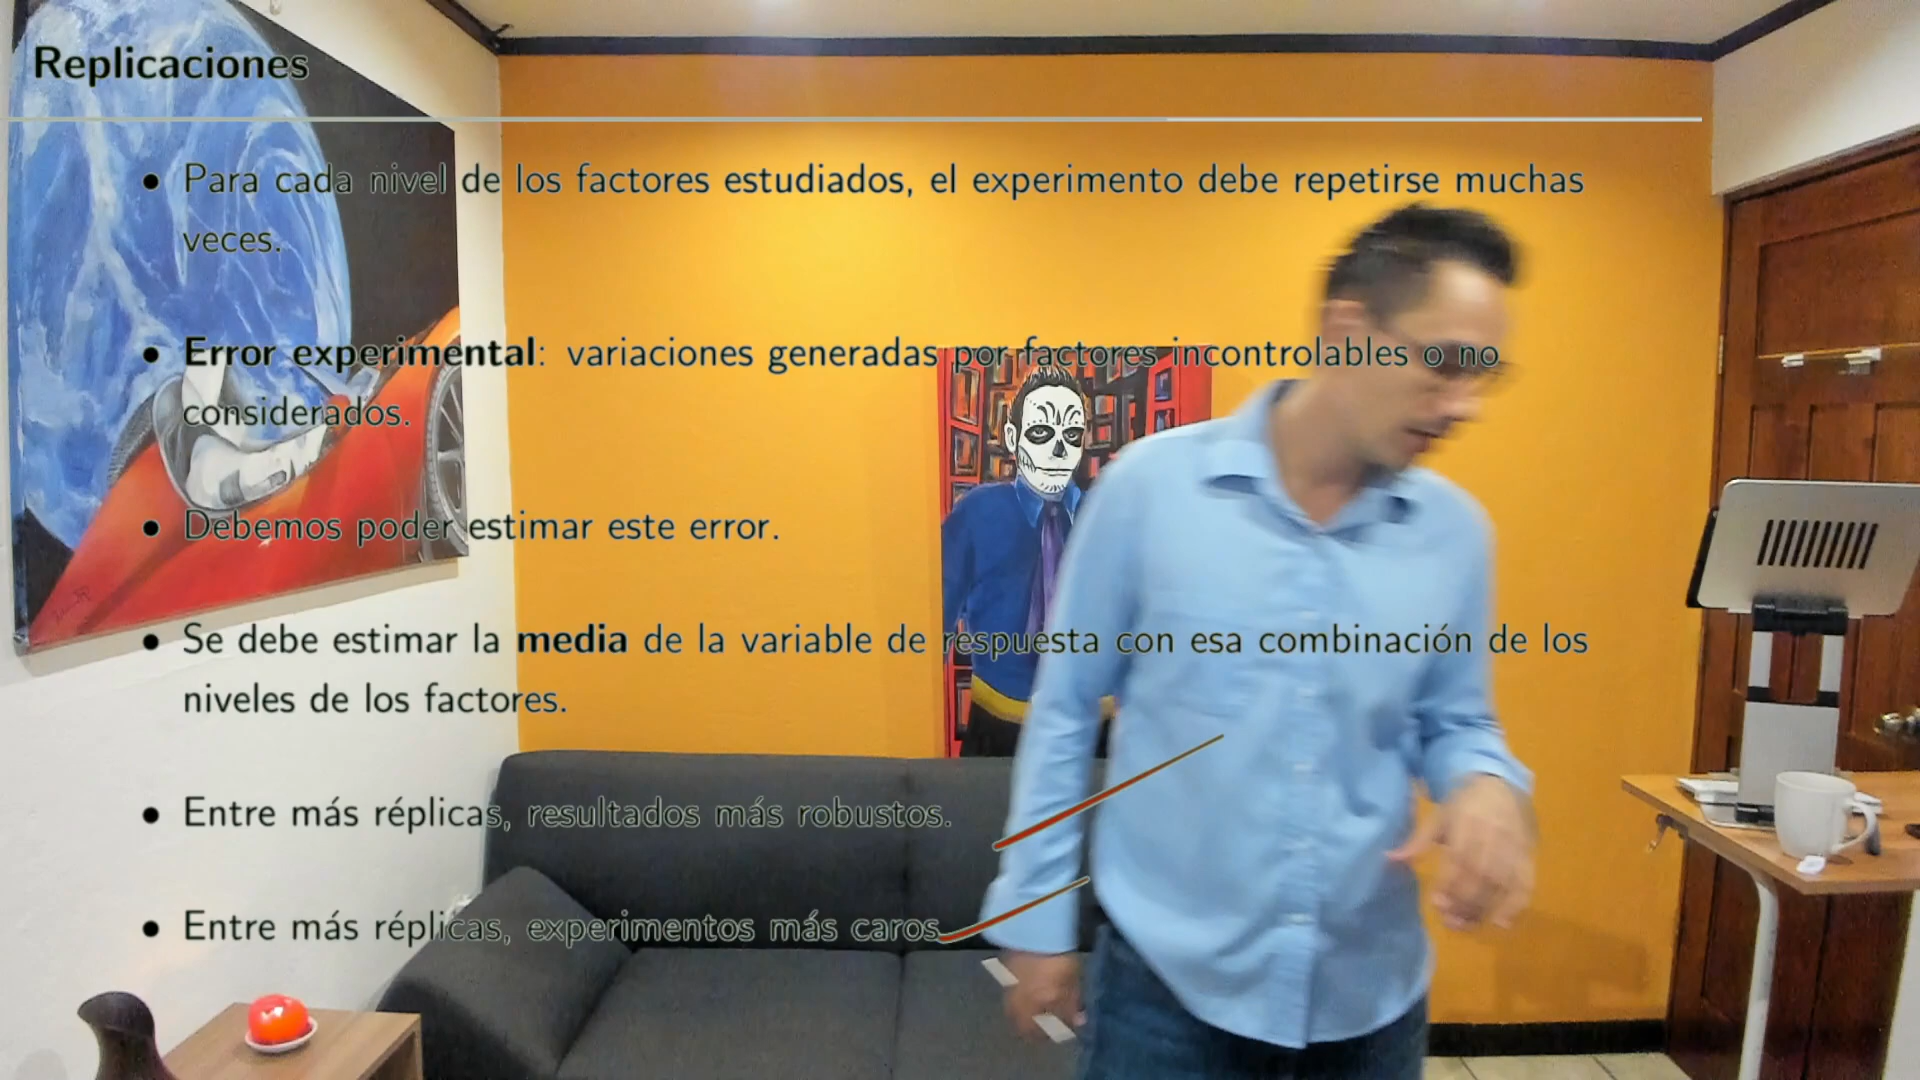 Replicaciones
• Para cada nivel de los factores estudiados, el experimento debe repetirse muchas
veces.
• Error experimental: variaciones generadas por factores incontrolables o no
considerados.
• Debemos poder estimar este error.
• Se debe estimar la media de la variable de respuesta con esa combinación de los
niveles de los factores.
• Entre más réplicas, resultados más robustos.
• Entre más réplicas, experimentos más caros.